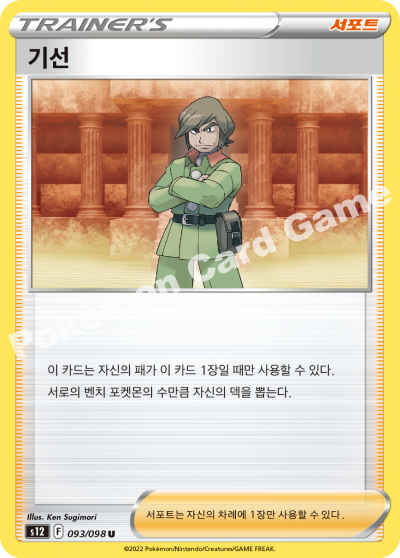 TRAINER'S
서포트
기선
이 카드는 자신의 패가 이 카드 1장일 때만 사용할 수 있다.
서로의 벤치 포켓몬의 수만큼 자신의 덱을 뽑는다.
Pokémon Card Game
Illus. Ken Sugimori
s12 F 093/098 U
서포트는 자신의 차례에 1장만 사용할 수 있다.
©2022 Pokémon/Nintendo/Creatures/GAME FREAK.